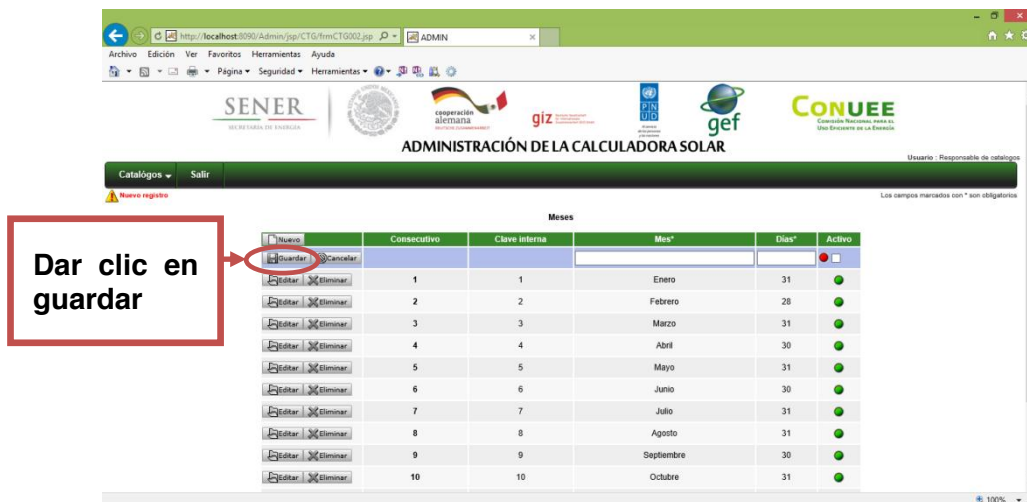 http://localhost:8090/Admin/jsp/CTG/frmCTG002.jsp
ADMIN
Archivo Edición Ver Favoritos Herramientas Ayuda
Página Seguridad Herramientas
SENER
SECRETARÍA DE ENERGÍA
cooperación
alemana
DEUTSCHE ZUSAMMENARBEIT
giz
PNUD
gef
CONUEE
COMISIÓN NACIONAL PARA EL
USO EFICIENTE DE LA ENERGÍA
ADMINISTRACIÓN DE LA CALCULADORA SOLAR
Usuario : Responsable de catalogos
Catalógos Salir
Nuevo registro
Los campos marcados con * son obligatorios
Meses
Nuevo Consecutivo Clave interna Mes* Días* Activo
Guardar Cancelar
Dar clic en
guardar
Editar Eliminar 1 1 Enero 31
Editar Eliminar 2 2 Febrero 28
Editar Eliminar 3 3 Marzo 31
Editar Eliminar 4 4 Abril 30
Editar Eliminar 5 5 Mayo 31
Editar Eliminar 6 6 Junio 30
Editar Eliminar 7 7 Julio 31
Editar Eliminar 8 8 Agosto 31
Editar Eliminar 9 9 Septiembre 30
Editar Eliminar 10 10 Octubre 31
100%